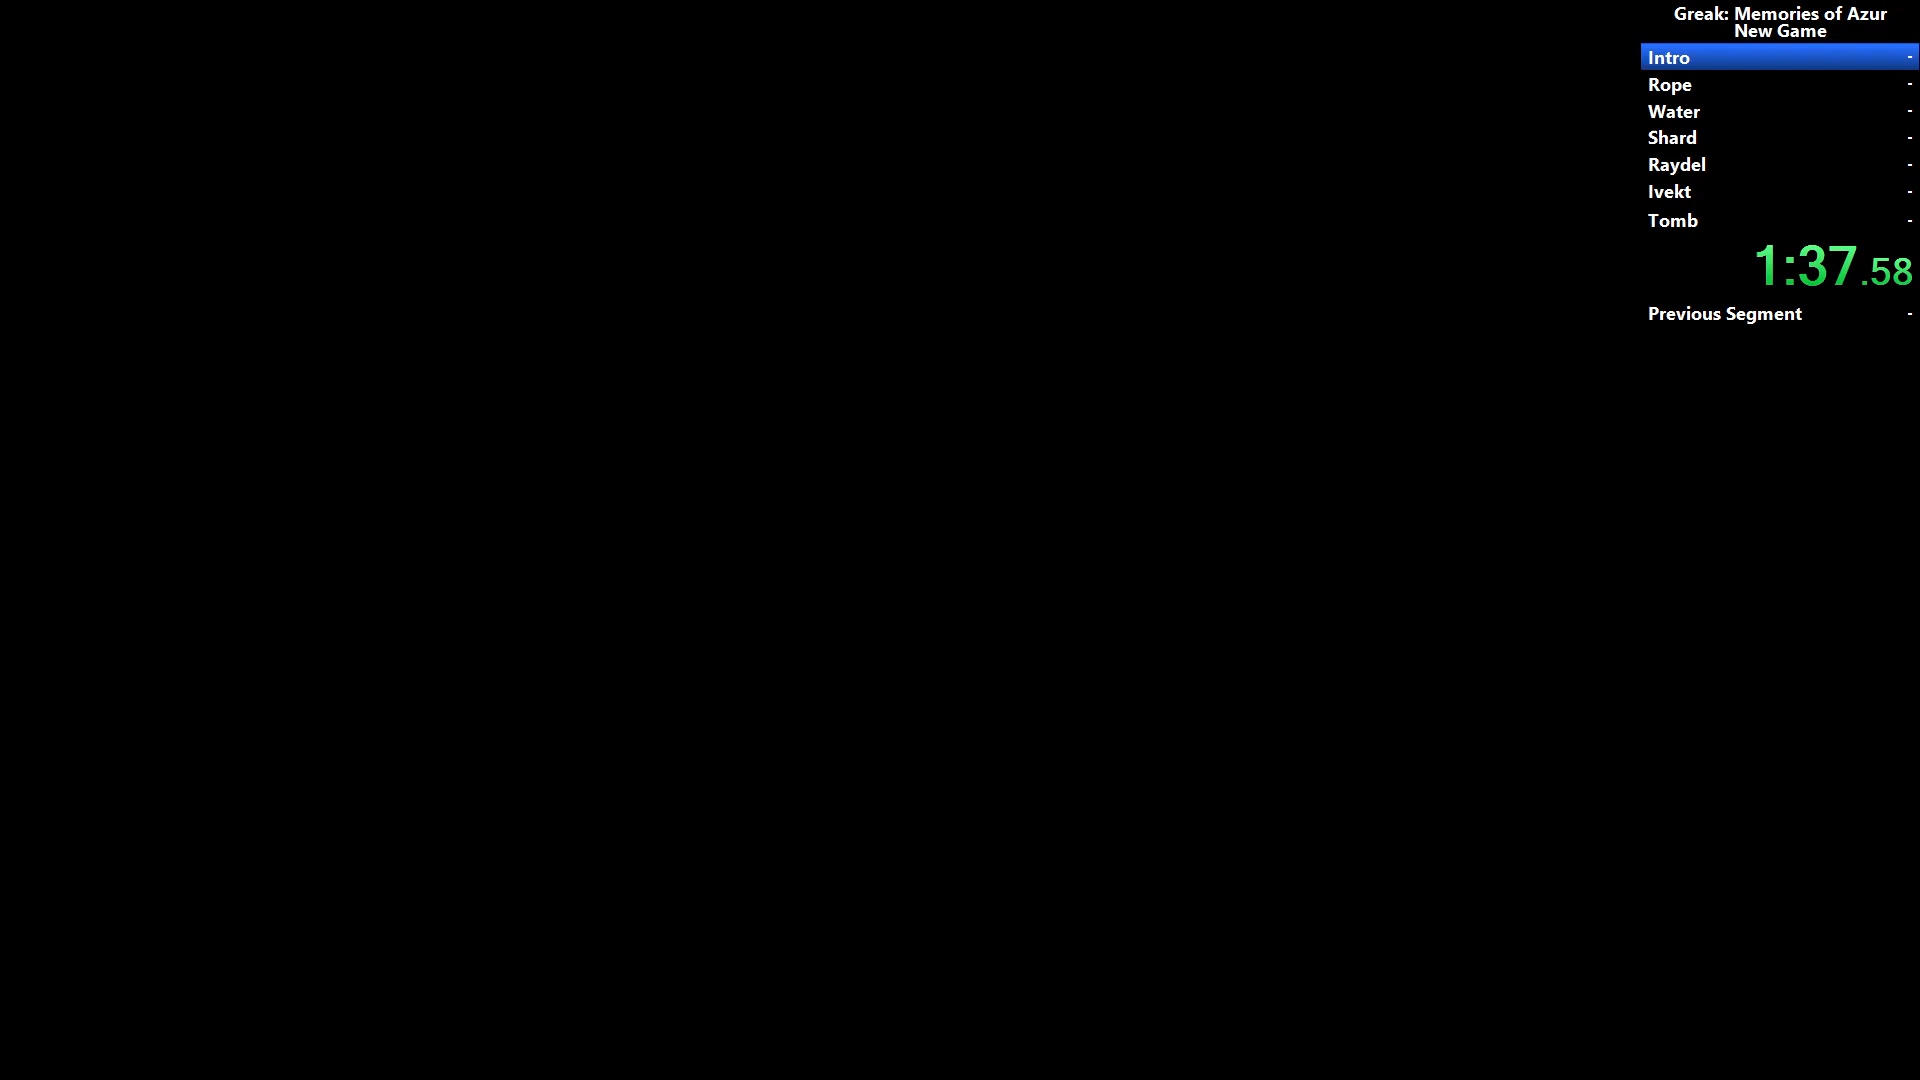 Greak: Memories of Azur
New Game
Intro -
Rope -
Water -
Shard -
Raydel -
Ivekt -
Tomb -
1:37.58
Previous Segment -